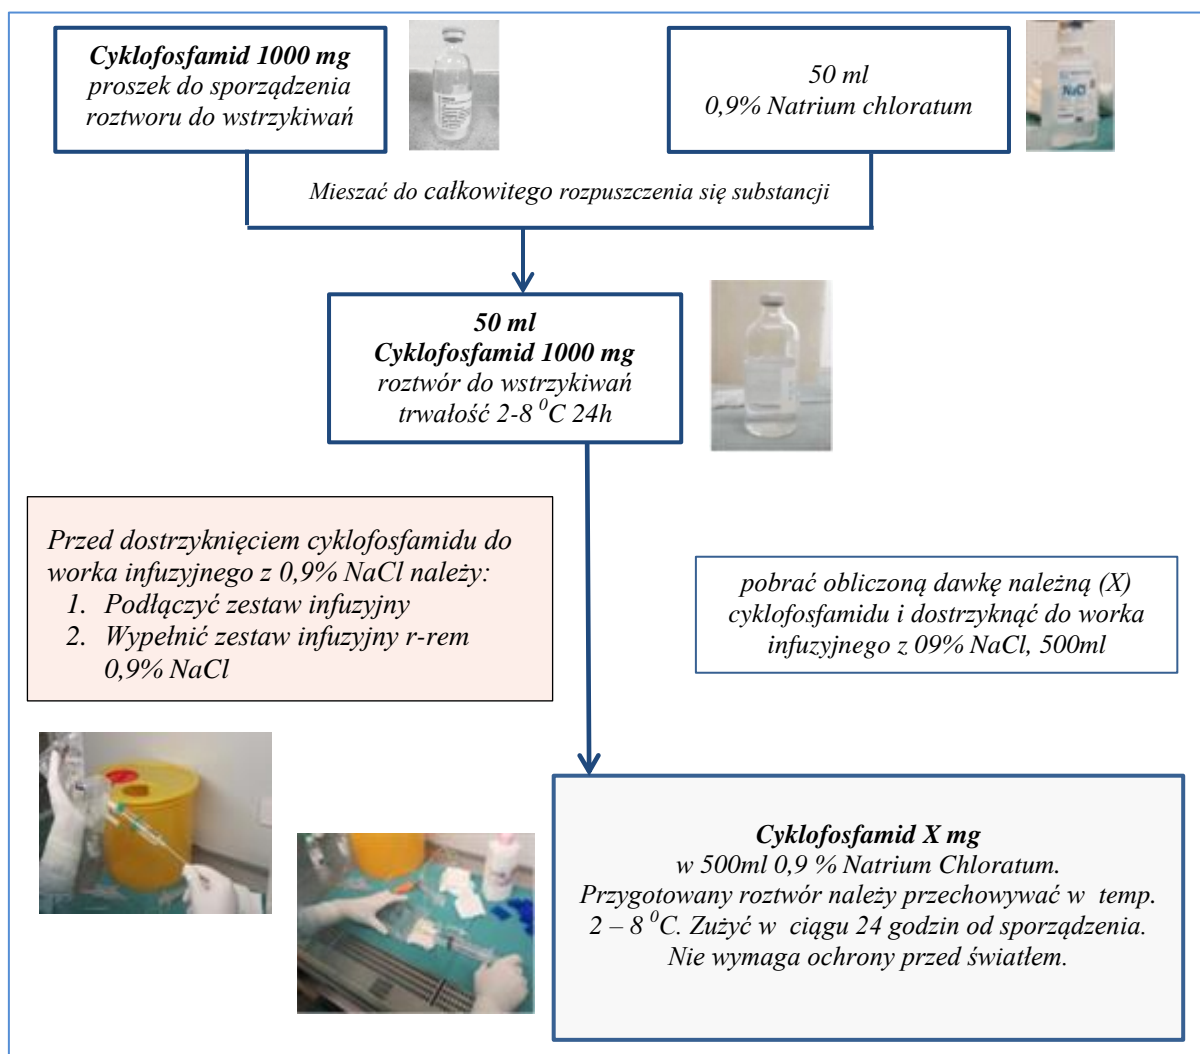 Cyklofosfamid 1000 mg
proszek do sporządzenia
roztworu do wstrzykiwań
50 ml
0,9% Natrium chloratum
NaCl
Mieszać do całkowitego rozpuszczenia się substancji
50 ml
Cyklofosfamid 1000 mg
roztwór do wstrzykiwań
trwałość 2-8 ⁰C 24h
Przed dostrzyknięciem cyklofosfamidu do
worka infuzyjnego z 0,9% NaCl należy:
1. Podłączyć zestaw infuzyjny
2. Wypełnić zestaw infuzyjny r-rem
0,9% NaCl
pobrać obliczoną dawkę należną (X)
cyklofosfamidu i dostrzyknąć do worka
infuzyjnego z 09% NaCl, 500ml
Cyklofosfamid X mg
w 500ml 0,9 % Natrium Chloratum.
Przygotowany roztwór należy przechowywać w temp.
2 – 8 ⁰C. Zużyć w ciągu 24 godzin od sporządzenia.
Nie wymaga ochrony przed światłem.